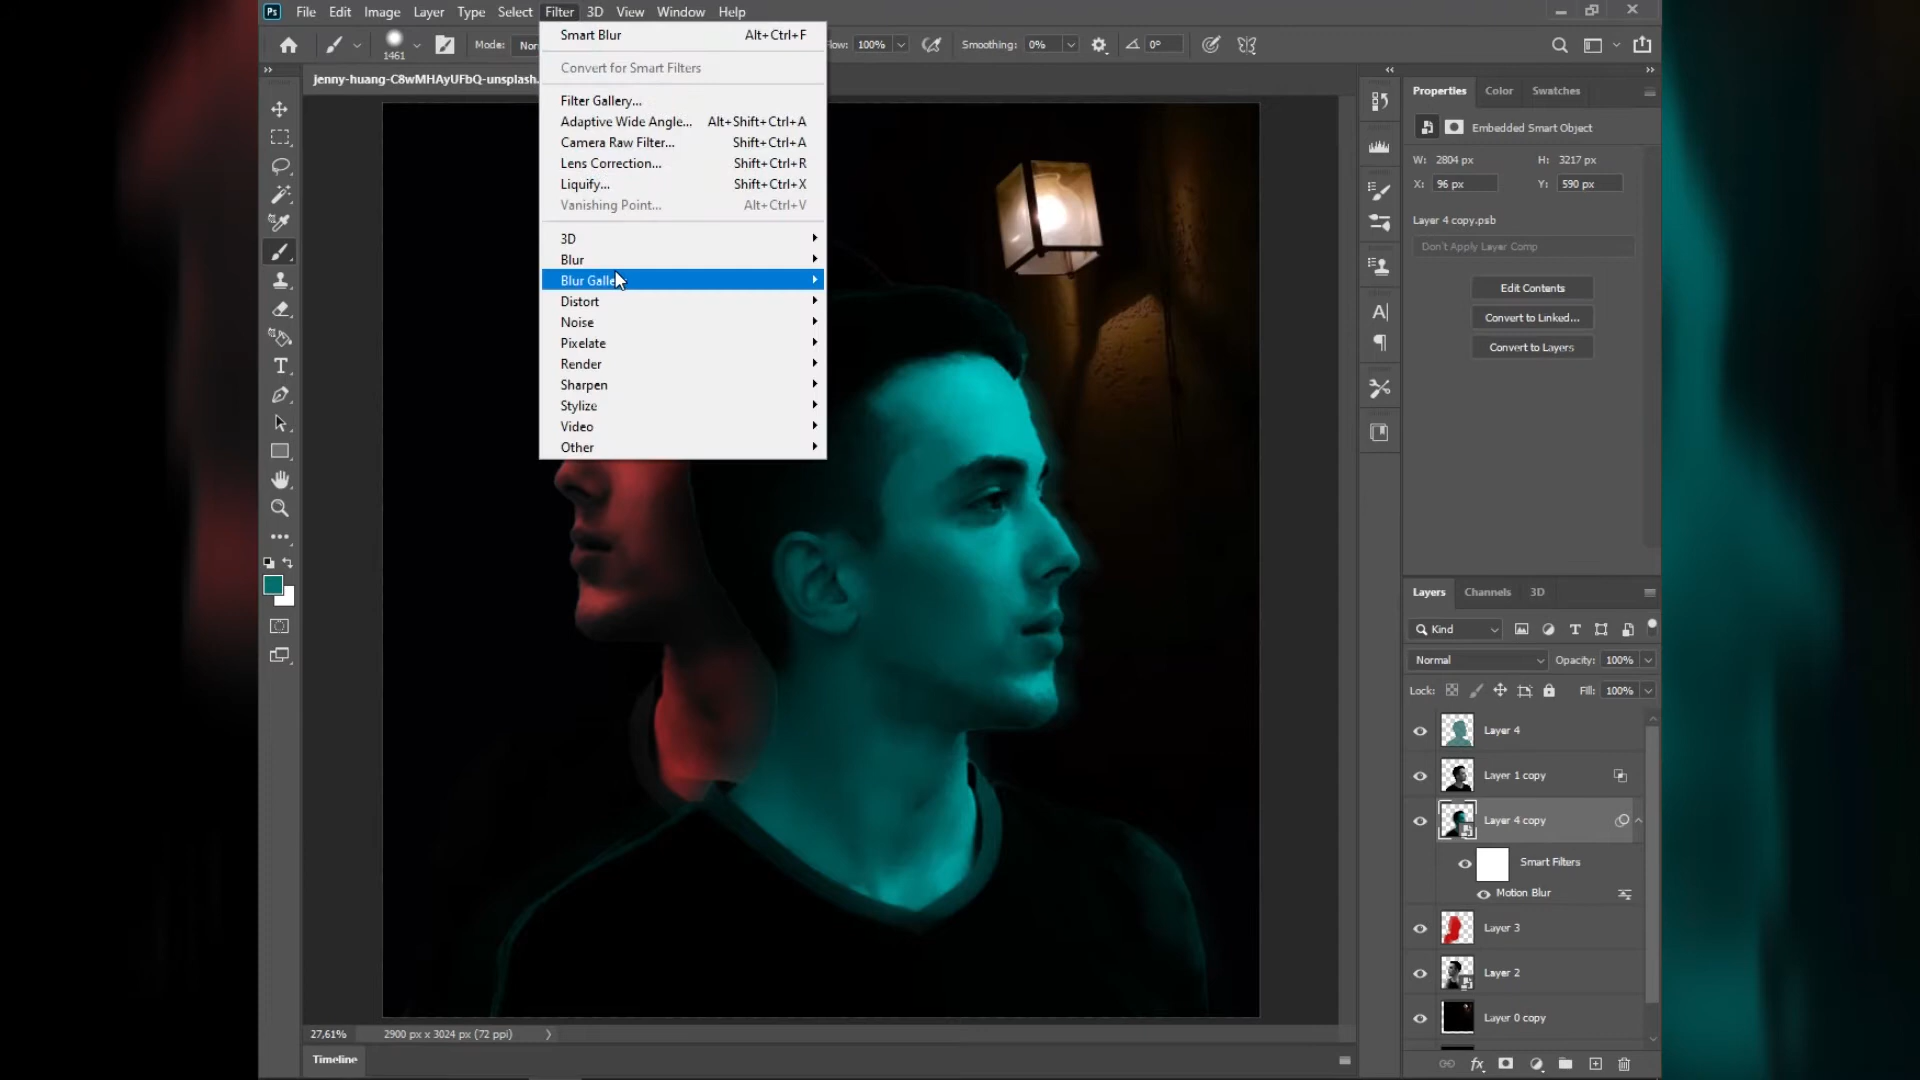 Ps File Edit Image Layer Type Select Filter 3D View Window Help
1461 Mode: Flow: 100% Smoothing: 0% 0°
jenny-huang-C8wMHAyUFbQ-unsplash.
Smart Blur Alt+Ctrl+F
Convert for Smart Filters
Filter Gallery...
Adaptive Wide Angle... Alt+Shift+Ctrl+A
Camera Raw Filter... Shift+Ctrl+A
Lens Correction... Shift+Ctrl+R
Liquify... Shift+Ctrl+X
Vanishing Point... Alt+Ctrl+V
3D
Blur
Blur Gallery
Distort
Noise
Pixelate
Render
Sharpen
Stylize
Video
Other
Properties Color Swatches
Embedded Smart Object
W: 2804 px H: 3217 px
X: 96 px Y: 590 px
Layer 4 copy.psb
Don't Apply Layer Comp
Edit Contents
Convert to Linked...
Convert to Layers
Layers Channels 3D
Kind
Normal Opacity: 100%
Lock: Fill: 100%
Layer 4
Layer 1 copy
Layer 4 copy
Smart Filters
Motion Blur
Layer 3
Layer 2
Layer 0 copy
fx
27,61% 2900 px x 3024 px (72 ppi)
Timeline